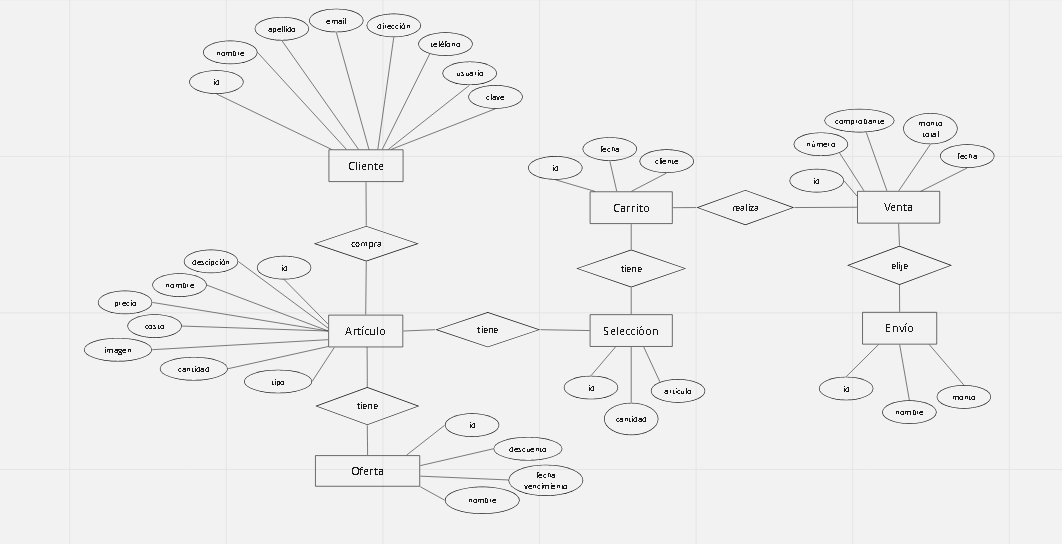 email
apellido
dirección
teléfono
nombre
usuario
id
clave
Cliente
compra
descipción
id
nombre
precio
costo
imagen
cantidad
tipo
Artículo
tiene
Seleccióon
id
cantidad
artículo
tiene
Oferta
id
descuento
fecha
vencimiento
nombre
fecha
id
cliente
Carrito
tiene
realiza
comprobante
número
monto
total
id
fecha
Venta
elije
Envío
id
nombre
monto